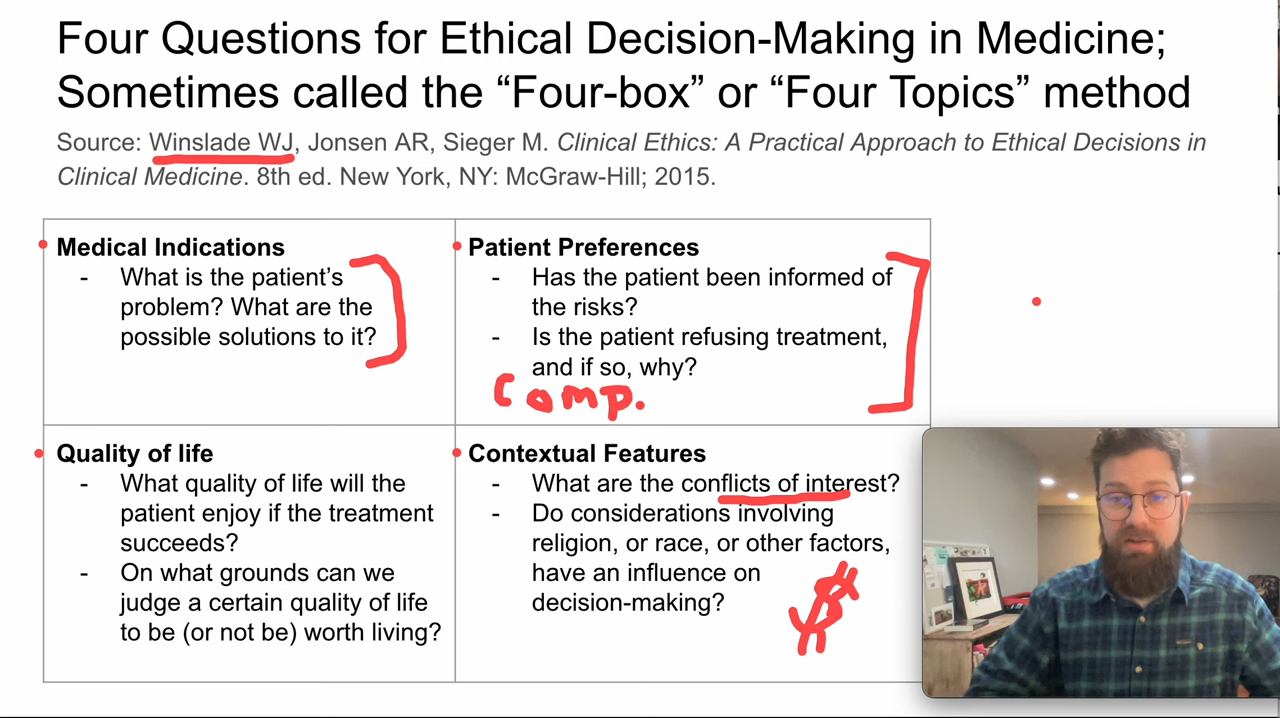 Four Questions for Ethical Decision-Making in Medicine;
Sometimes called the “Four-box” or “Four Topics” method
Source: Winslade WJ, Jonsen AR, Sieger M. Clinical Ethics: A Practical Approach to Ethical Decisions in
Clinical Medicine. 8th ed. New York, NY: McGraw-Hill; 2015.
Medical Indications
- What is the patient’s
problem? What are the
possible solutions to it?
Patient Preferences
- Has the patient been informed of
the risks?
- Is the patient refusing treatment,
and if so, why?
Comp.
Quality of life
- What quality of life will the
patient enjoy if the treatment
succeeds?
- On what grounds can we
judge a certain quality of life
to be (or not be) worth living?
Contextual Features
- What are the conflicts of interest?
- Do considerations involving
religion, or race, or other factors,
have an influence on
decision-making?
$